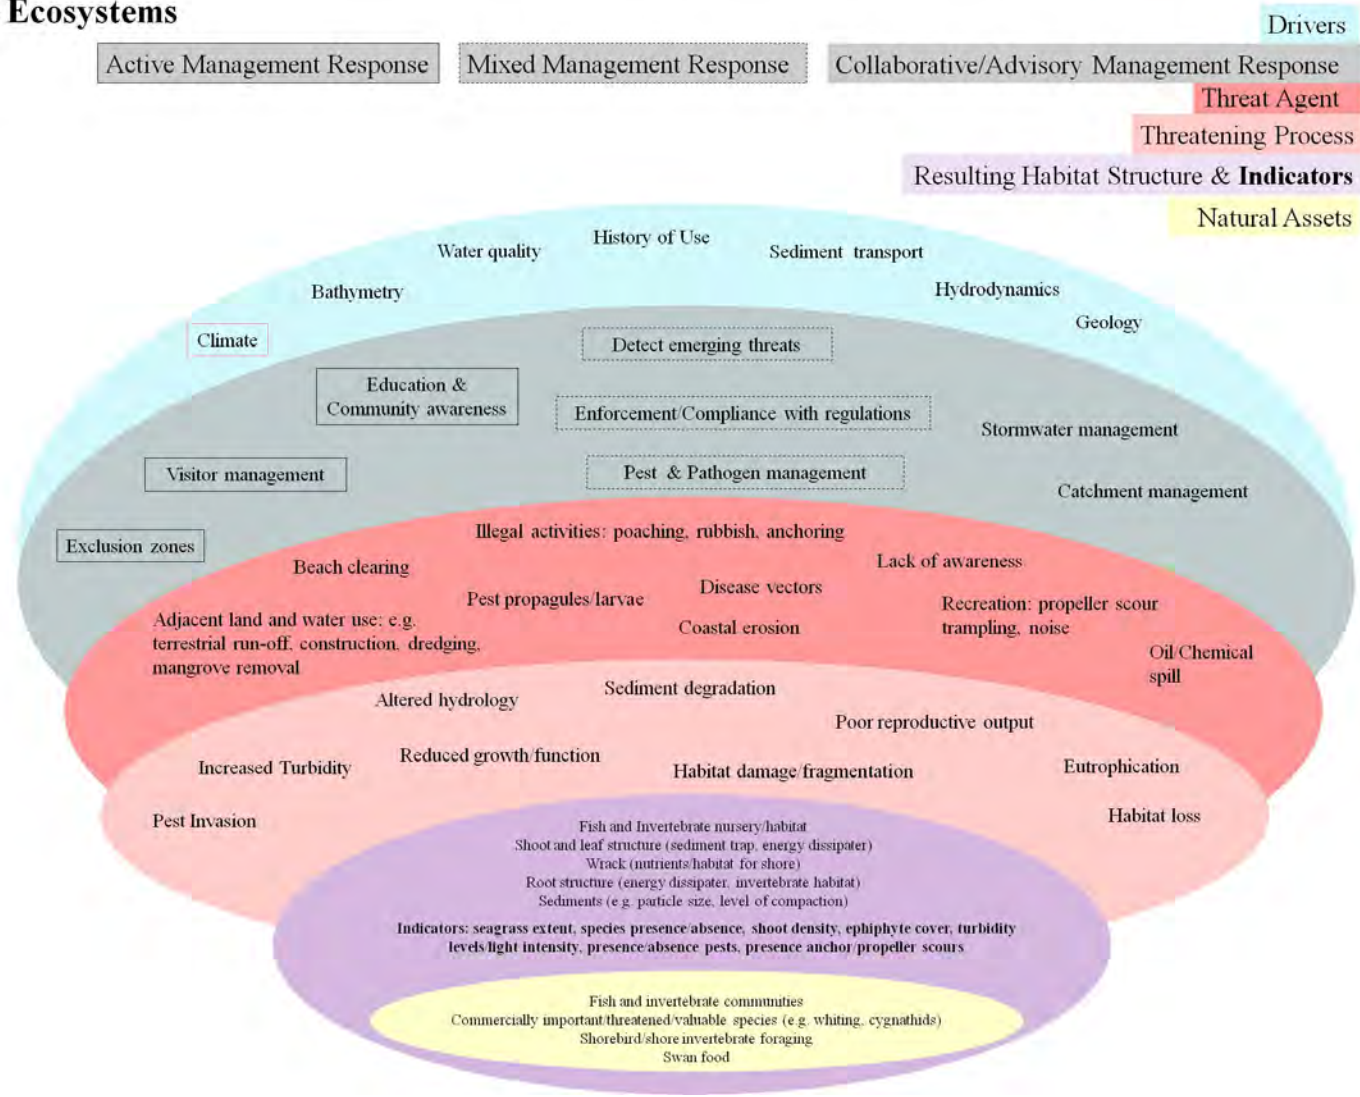 Ecosystems
Drivers
Active Management Response
Mixed Management Response
Collaborative/Advisory Management Response
Threat Agent
Threatening Process
Resulting Habitat Structure & Indicators
Natural Assets
History of Use
Water quality
Sediment transport
Bathymetry
Hydrodynamics
Geology
Climate
Detect emerging threats
Education &
Community awareness
Enforcement/Compliance with regulations
Stormwater management
Visitor management
Pest & Pathogen management
Catchment management
Exclusion zones
Illegal activities: poaching, rubbish, anchoring
Beach clearing
Lack of awareness
Pest propagules/larvae
Disease vectors
Recreation: propeller scour
trampling, noise
Adjacent land and water use: e.g.
terrestrial run-off, construction, dredging,
mangrove removal
Coastal erosion
Oil/Chemical
spill
Sediment degradation
Altered hydrology
Poor reproductive output
Reduced growth/function
Increased Turbidity
Habitat damage/fragmentation
Eutrophication
Pest Invasion
Habitat loss
Fish and Invertebrate nursery/habitat
Shoot and leaf structure (sediment trap, energy dissipater)
Wrack (nutrients/habitat for shore)
Root structure (energy dissipater, invertebrate habitat)
Sediments (e.g. particle size, level of compaction)
Indicators: seagrass extent, species presence/absence, shoot density, ephiphyte cover, turbidity
levels/light intensity, presence/absence pests, presence anchor/propeller scours
Fish and invertebrate communities
Commercially important/threatened/valuable species (e.g. whiting, cygnathids)
Shorebird/shore invertebrate foraging
Swan food